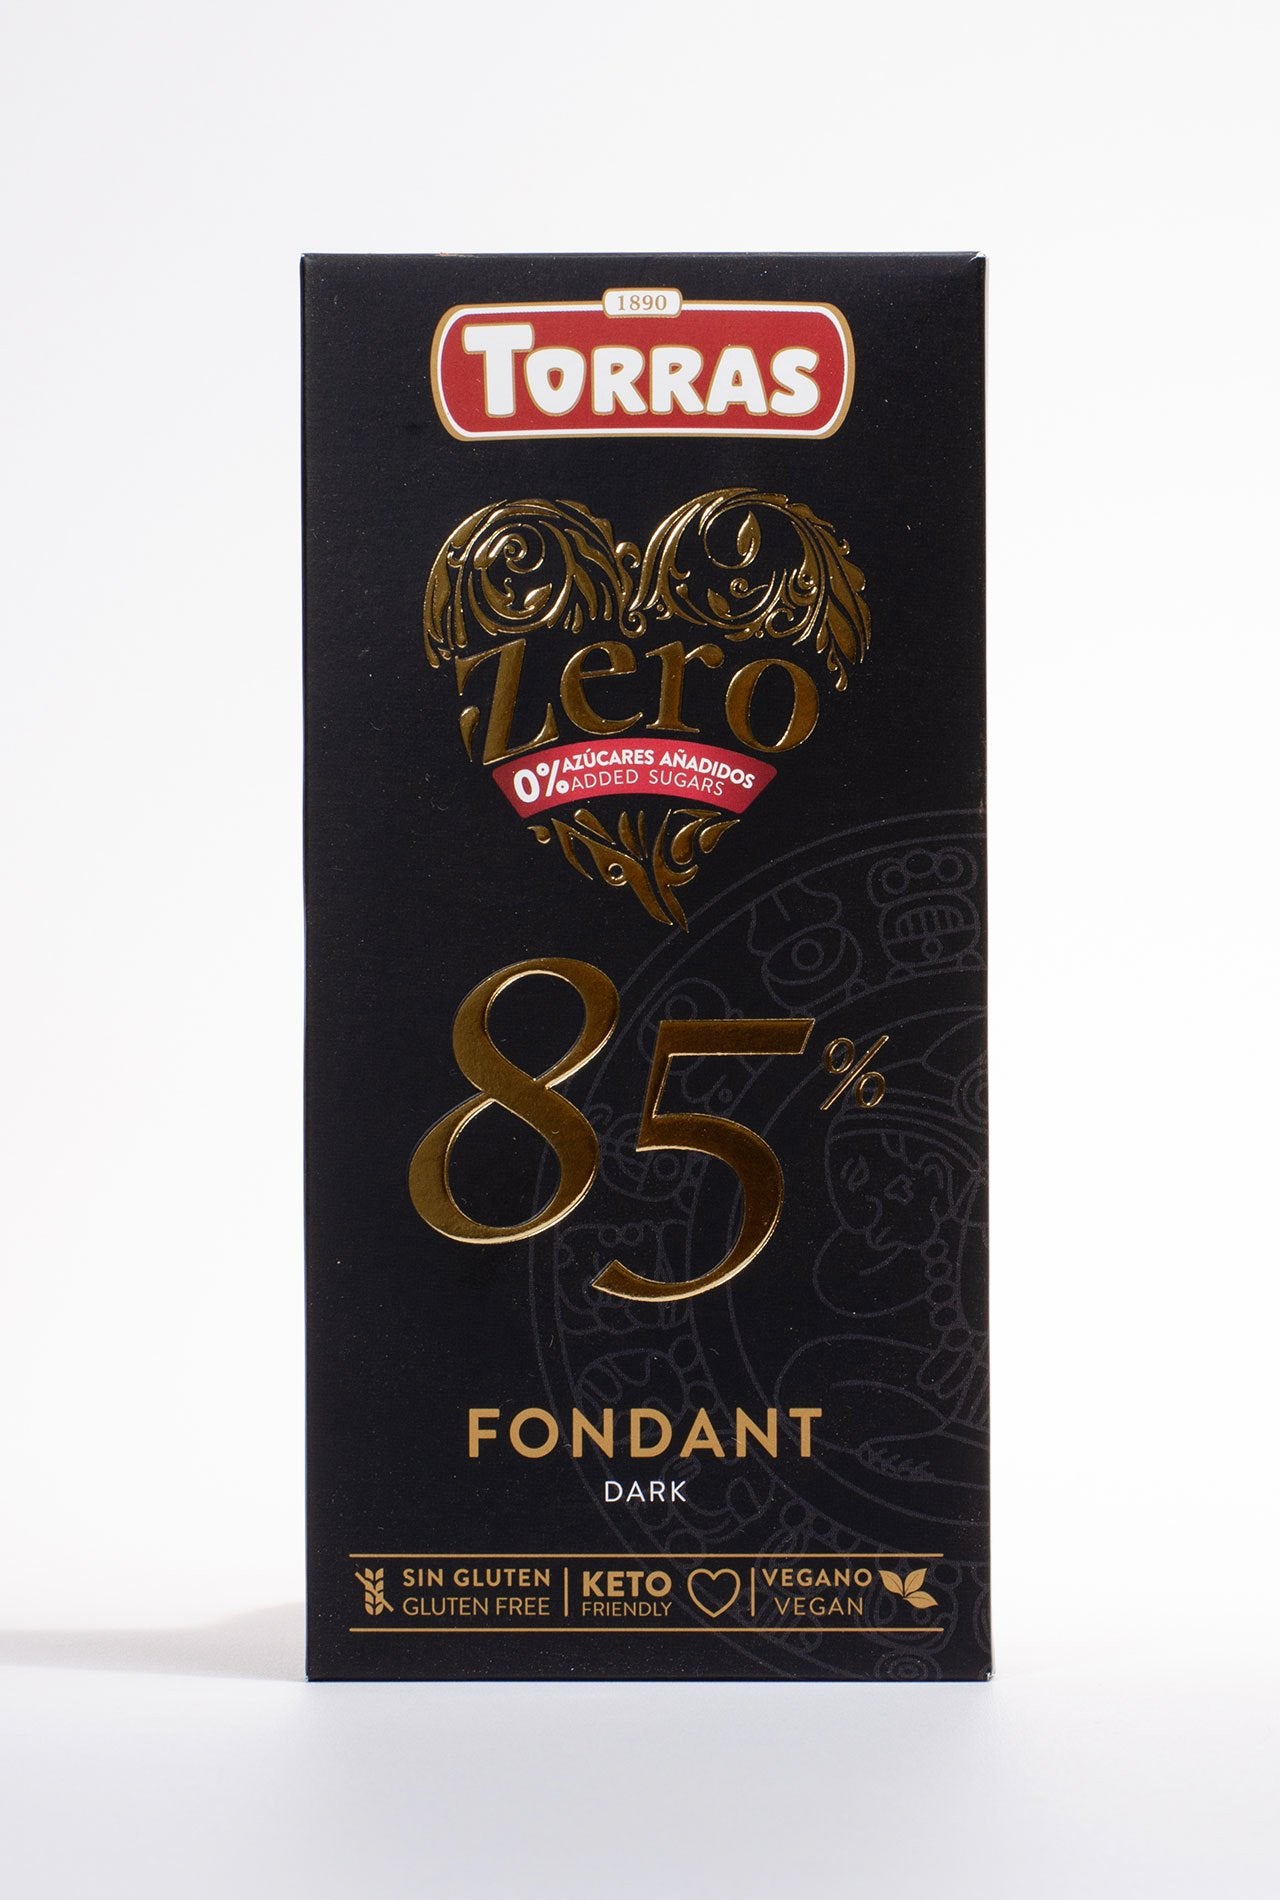 1890
TORRAS
zero
0% AZÚCARES AÑADIDOS
ADDED SUGARS
85%
FONDANT
DARK
SIN GLUTEN
GLUTEN FREE
KETO
FRIENDLY
VEGANO
VEGAN